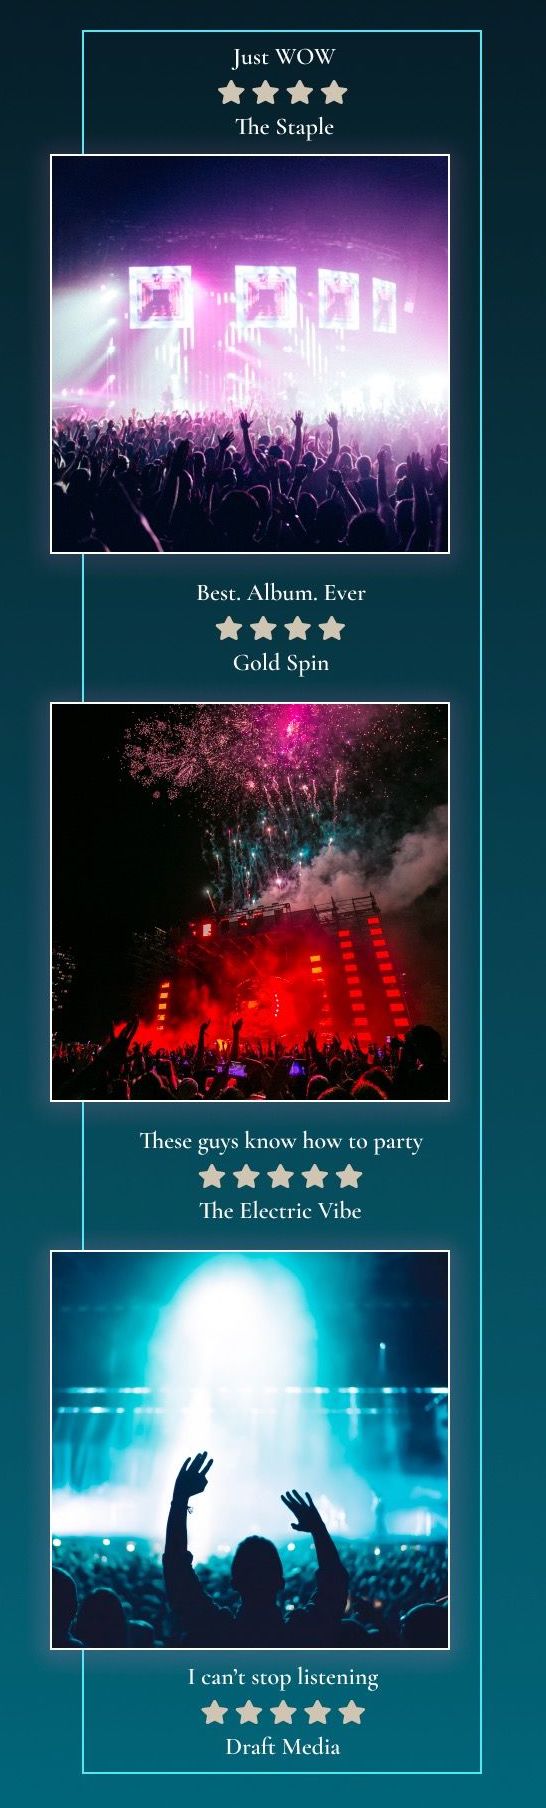 Just WOW
The Staple
Best. Album. Ever
Gold Spin
These guys know how to party
The Electric Vibe
I can’t stop listening
Draft Media